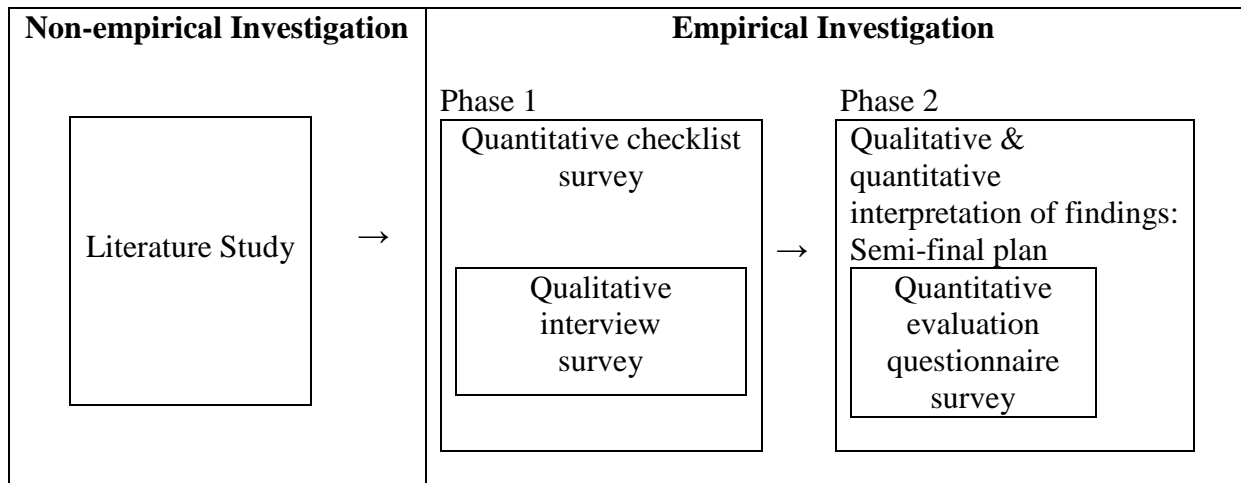 Non-empirical Investigation
Empirical Investigation
Literature Study
→
Phase 1
Quantitative checklist
survey
Qualitative
interview
survey
→
Phase 2
Qualitative &
quantitative
interpretation of findings:
Semi-final plan
Quantitative
evaluation
questionnaire
survey